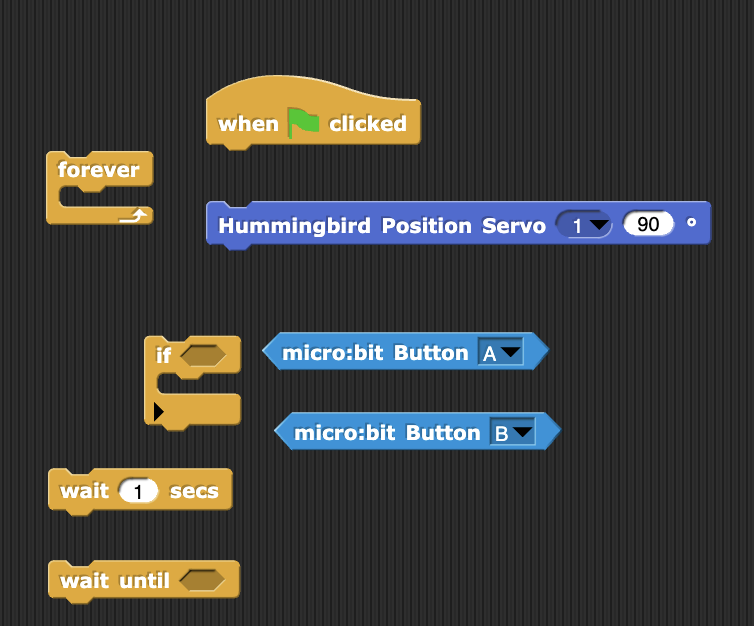 when clicked
forever
Hummingbird Position Servo 1 90 °
if
micro:bit Button A
micro:bit Button B
wait 1 secs
wait until